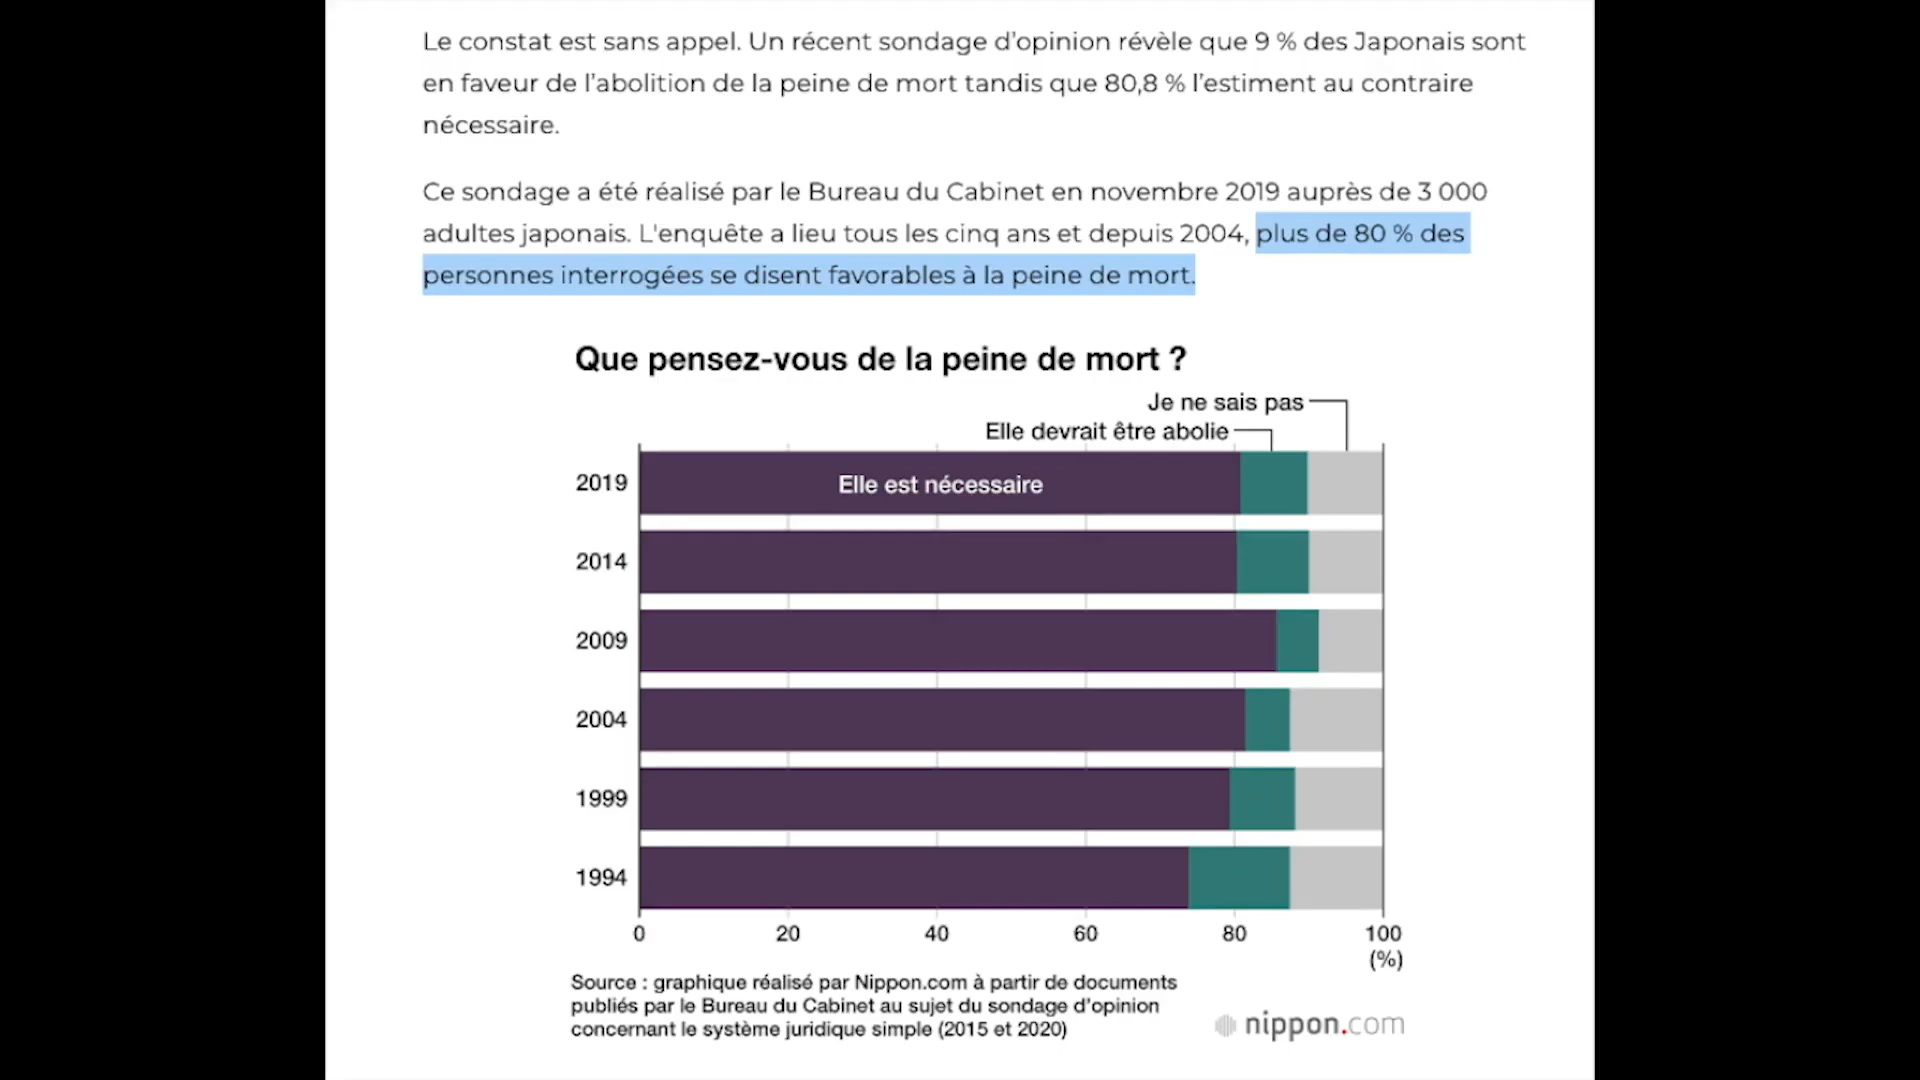 Le constat est sans appel. Un récent sondage d'opinion révèle que 9 % des Japonais sont
en faveur de l'abolition de la peine de mort tandis que 80,8 % l'estiment au contraire
nécessaire.
Ce sondage a été réalisé par le Bureau du Cabinet en novembre 2019 auprès de 3 000
adultes japonais. L'enquête a lieu tous les cinq ans et depuis 2004, plus de 80 % des
personnes interrogées se disent favorables à la peine de mort.
Que pensez-vous de la peine de mort ?
Je ne sais pas
Elle devrait être abolie
2019
Elle est nécessaire
2014
2009
2004
1999
1994
0 20 40 60 80 100
(%)
Source : graphique réalisé par Nippon.com à partir de documents
publiés par le Bureau du Cabinet au sujet du sondage d'opinion
concernant le système juridique simple (2015 et 2020)
nippon.com